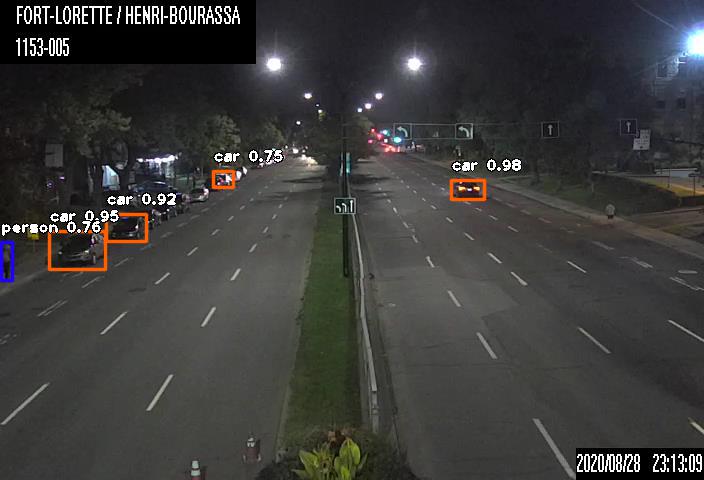 FORT-LORETTE / HENRI-BOURASSA
1153-005
car 0.75
car 0.98
car 0.92
car 0.95
person 0.76
2020/08/28 23:13:09